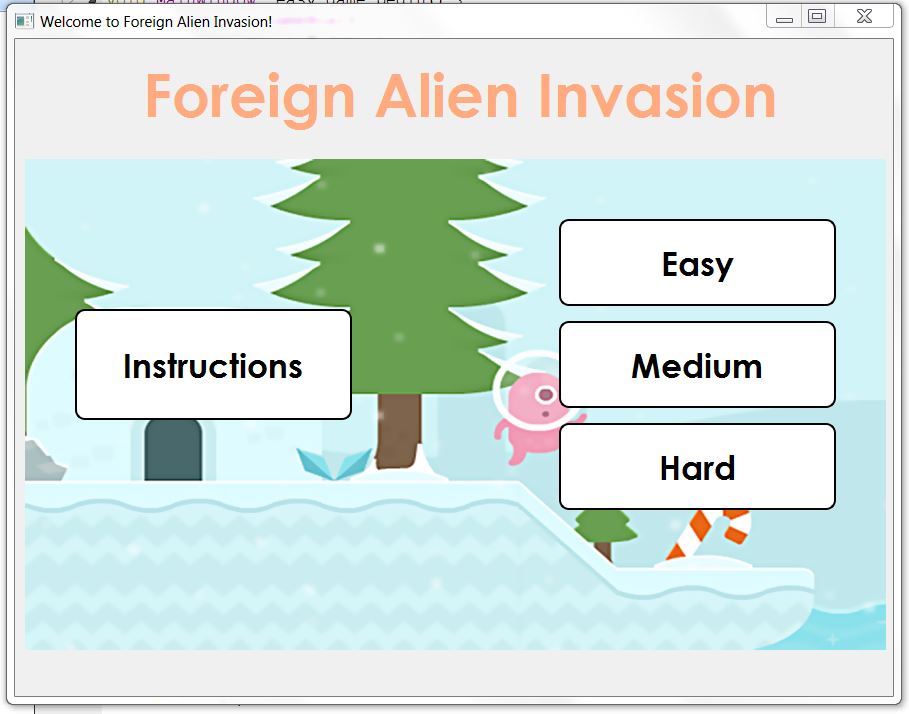 Welcome to Foreign Alien Invasion!
Foreign Alien Invasion
Instructions
Easy
Medium
Hard